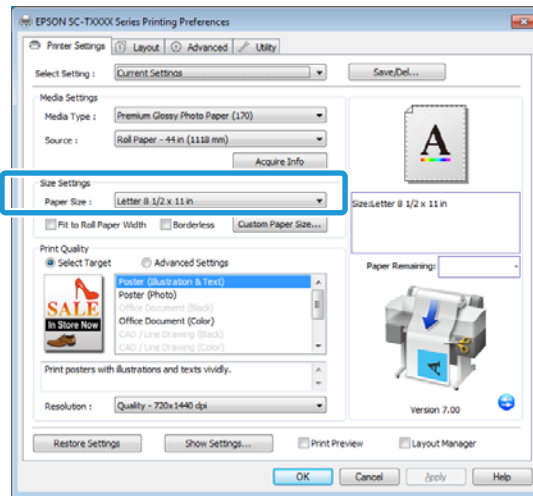 EPSON SC-TXXXX Series Printing Preferences
Printer Settings Layout Advanced Utility
Select Setting : Current Settings Save/Del...
Media Settings
Media Type : Premium Glossy Photo Paper (170)
Source : Roll Paper - 44 in (1118 mm)
Acquire Info
A
Size Settings
Paper Size : Letter 8 1/2 x 11 in
Size:Letter 8 1/2 x 11 in
Fit to Roll Paper Width Borderless Custom Paper Size...
Print Quality
Select Target Advanced Settings
Paper Remaining: -
SALE
In Store Now
Poster (Illustration & Text)
Poster (Photo)
Office Document (Black)
Office Document (Color)
CAD / Line Drawing (Black)
CAD / Line Drawing (Color)
A
Print posters with illustrations and texts vividly.
Resolution : Quality - 720x1440 dpi
Version 7.00
Restore Settings Show Settings... Print Preview Layout Manager
OK Cancel Apply Help